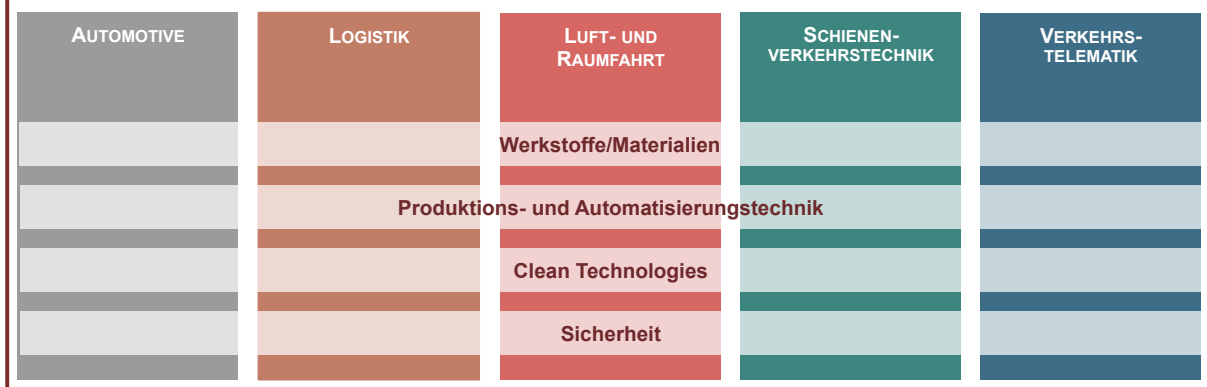 AUTOMOTIVE
LOGISTIK
LUFT- UND
RAUMFAHRT
SCHIENEN-
VERKEHRSTECHNIK
VERKEHRS-
TELEMATIK
Werkstoffe/Materialien
Produktions- und Automatisierungstechnik
Clean Technologies
Sicherheit